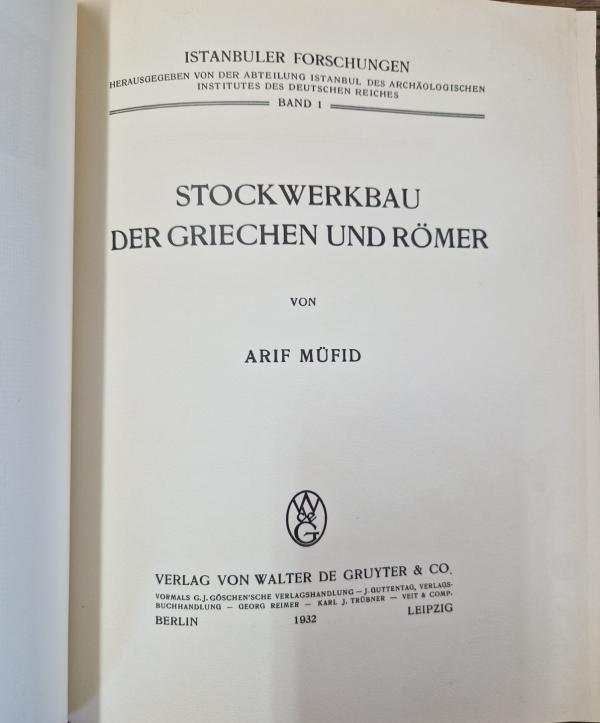 ISTANBULER FORSCHUNGEN
HERAUSGEGEBEN VON DER ABTEILUNG ISTANBUL DES ARCHÄOLOGISCHEN
INSTITUTES DES DEUTSCHEN REICHES
BAND 1
STOCKWERKBAU
DER GRIECHEN UND RÖMER
VON
ARIF MÜFID
W
de
G
VERLAG VON WALTER DE GRUYTER & CO.
VORMALS G. J. GÖSCHEN'SCHE VERLAGSHANDLUNG — J. GUTTENTAG, VERLAGS-
BUCHHANDLUNG — GEORG REIMER — KARL J. TRÜBNER — VEIT & COMP.
BERLIN 1932 LEIPZIG